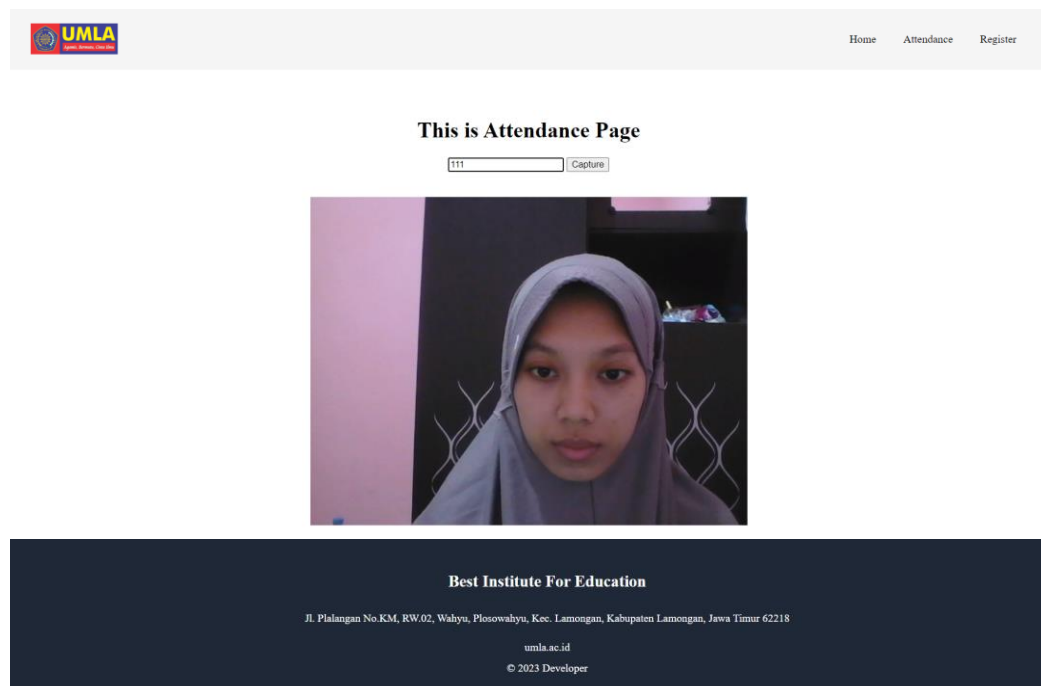 UMLA
Home Attendance Register
This is Attendance Page
111 Capture
Best Institute For Education
Jl. Plalangan No.KM, RW.02, Wahyu, Plosowahyu, Kec. Lamongan, Kabupaten Lamongan, Jawa Timur 62218
umla.ac.id
© 2023 Developer